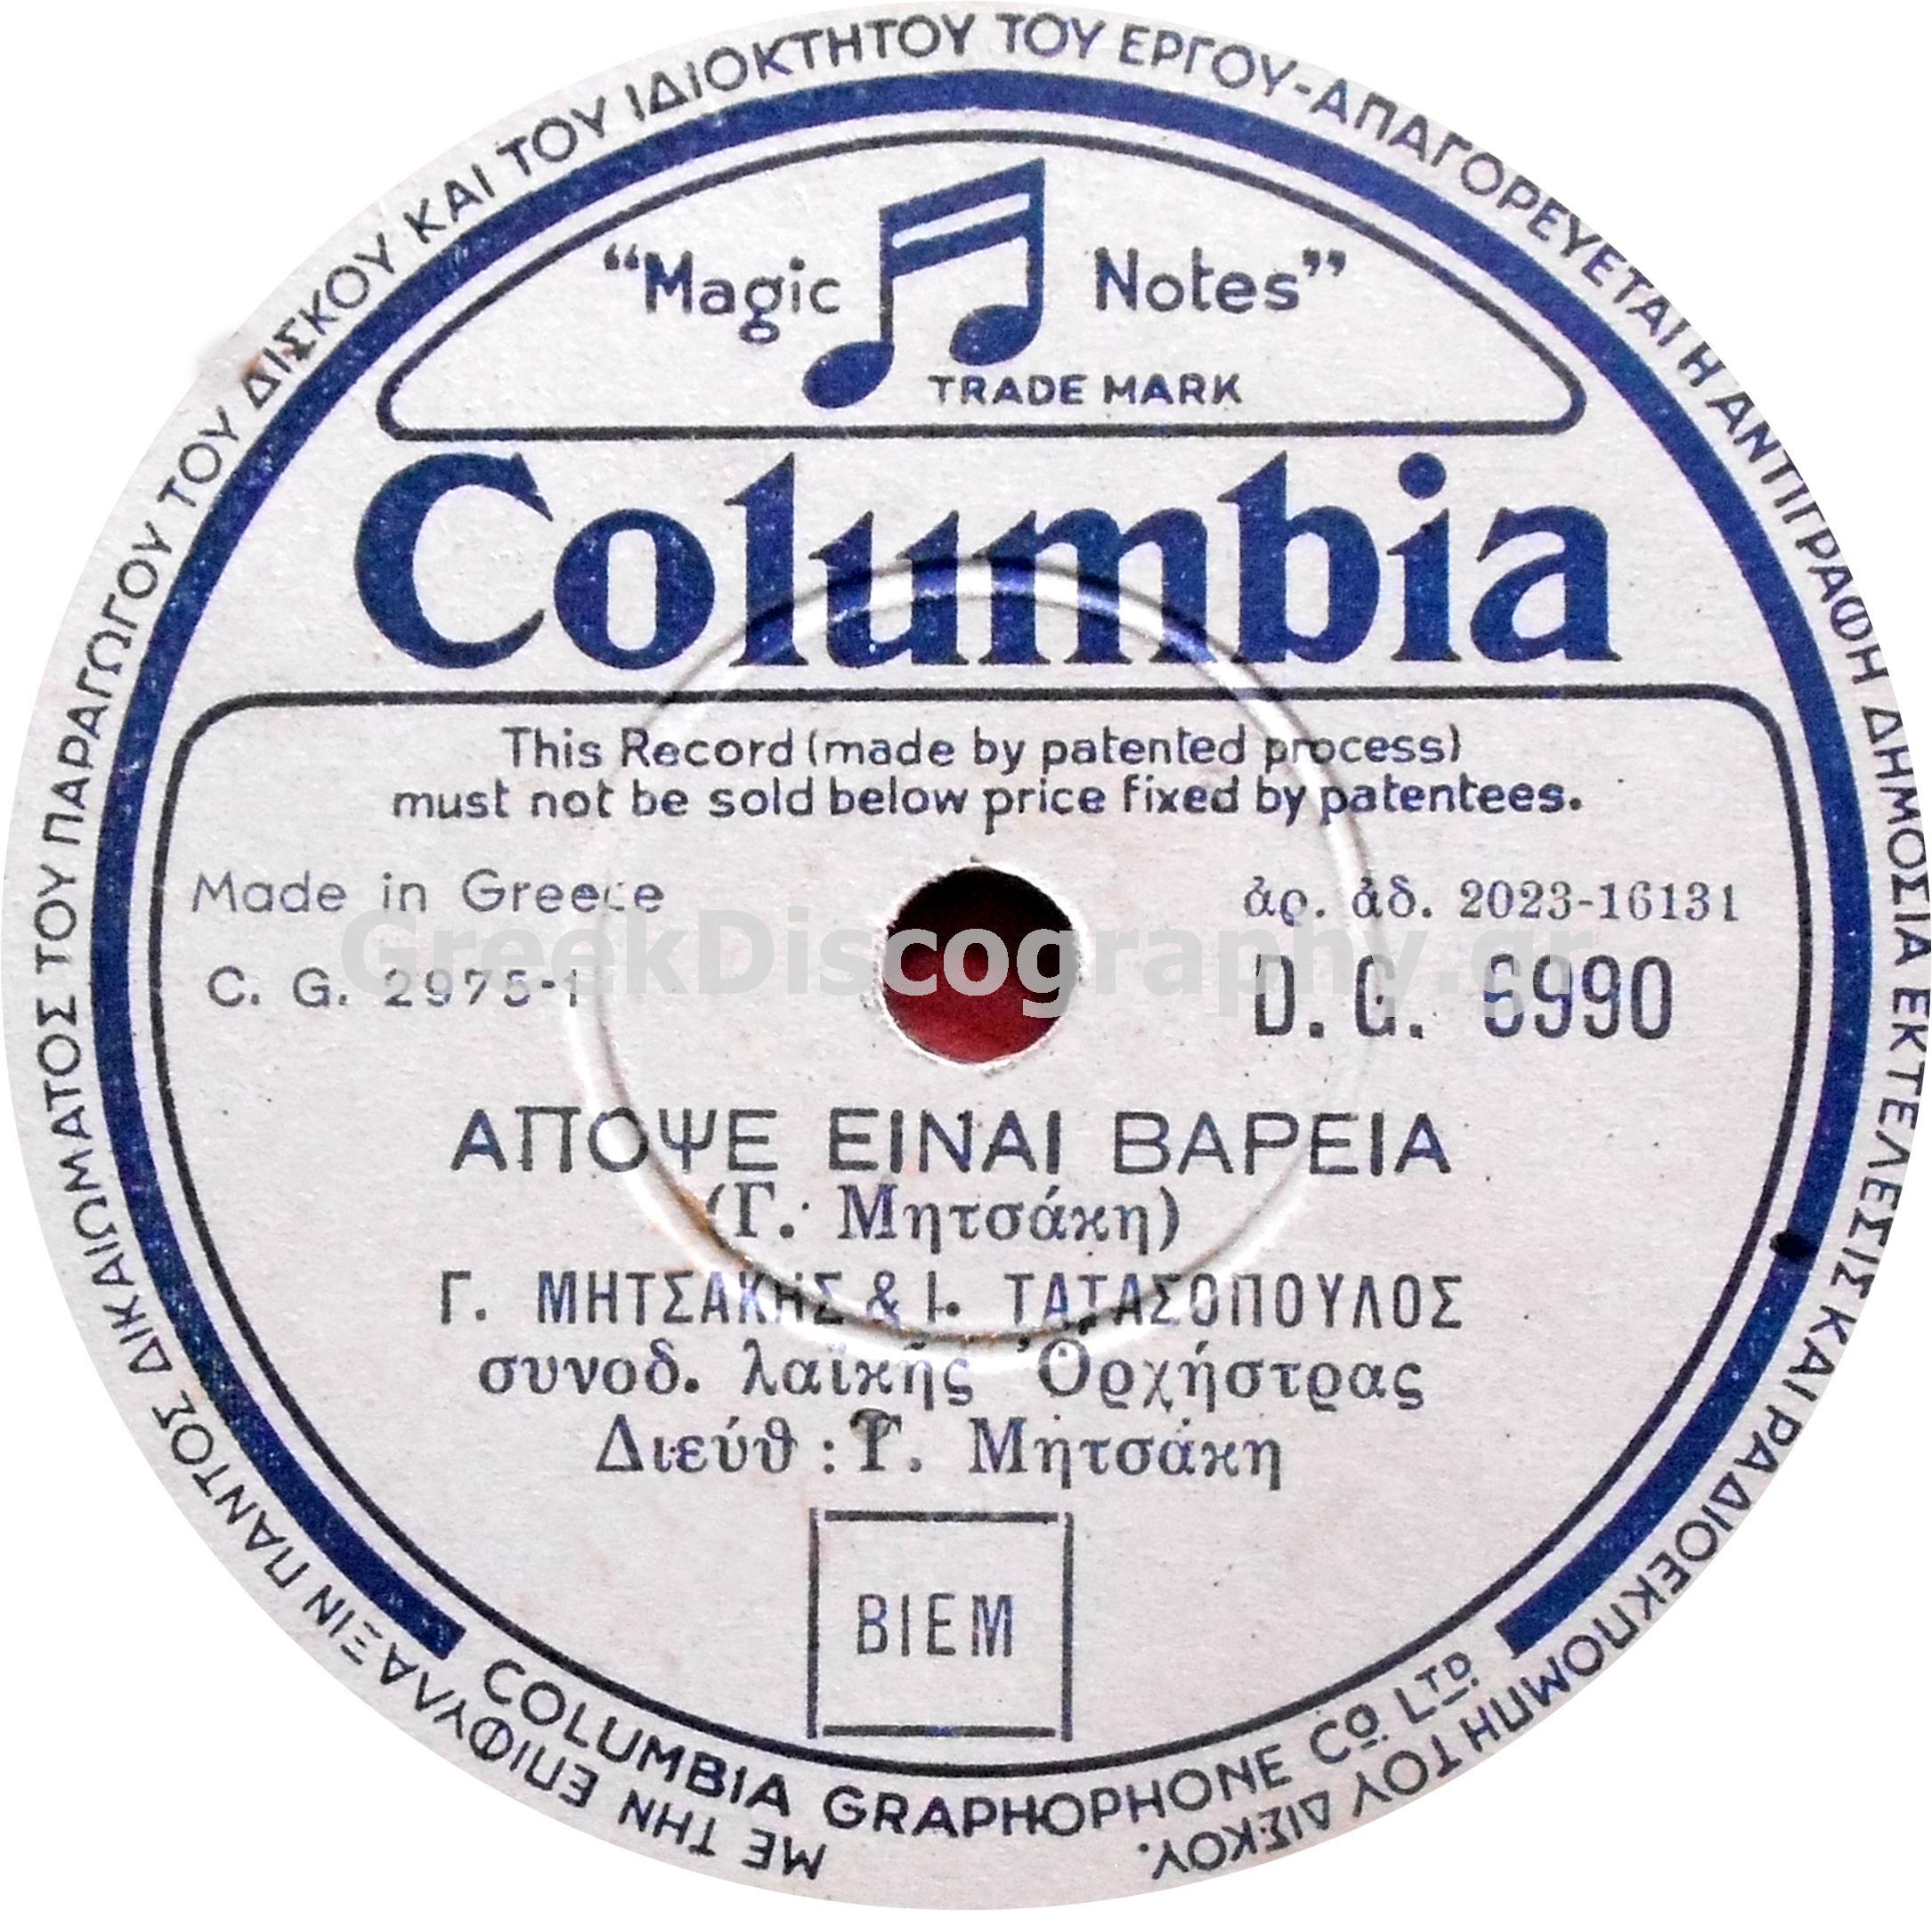 ΜΕ ΤΗΝ ΕΠΙΦΥΛΑΞΙΝ ΠΑΝΤΟΣ ΔΙΚΑΙΩΜΑΤΟΣ ΤΟΥ ΠΑΡΑΓΩΓΟΥ ΤΟΥ ΔΙΣΚΟΥ ΚΑΙ ΤΟΥ ΙΔΙΟΚΤΗΤΟΥ ΤΟΥ ΕΡΓΟΥ-ΑΠΑΓΟΡΕΥΕΤΑΙ Η ΑΝΤΙΓΡΑΦΗ ΔΗΜΟΣΙΑ ΕΚΤΕΛΕΣΙΣ ΚΑΙ ΡΑΔΙΟΕΚΠΟΜΠΗ ΤΟΥ ΔΙΣΚΟΥ.
“Magic Notes”
TRADE MARK
Columbia
This Record (made by patented process)
must not be sold below price fixed by patentees.
Made in Greece
ἀρ. ἀδ. 2023-16131
GreekDiscography.gr
C. G. 2975-1
D. G. 6990
ΑΠΟΨΕ ΕΙΝΑΙ ΒΑΡΕΙΑ
(Γ. Μητσάκη)
Γ. ΜΗΤΣΑΚΗΣ & Ι. ΤΑΤΑΣΟΠΟΥΛΟΣ
συνοδ. λαϊκῆς Ὀρχήστρας
Διεύθ : Γ. Μητσάκη
BIEM
COLUMBIA GRAPHOPHONE CO LTD